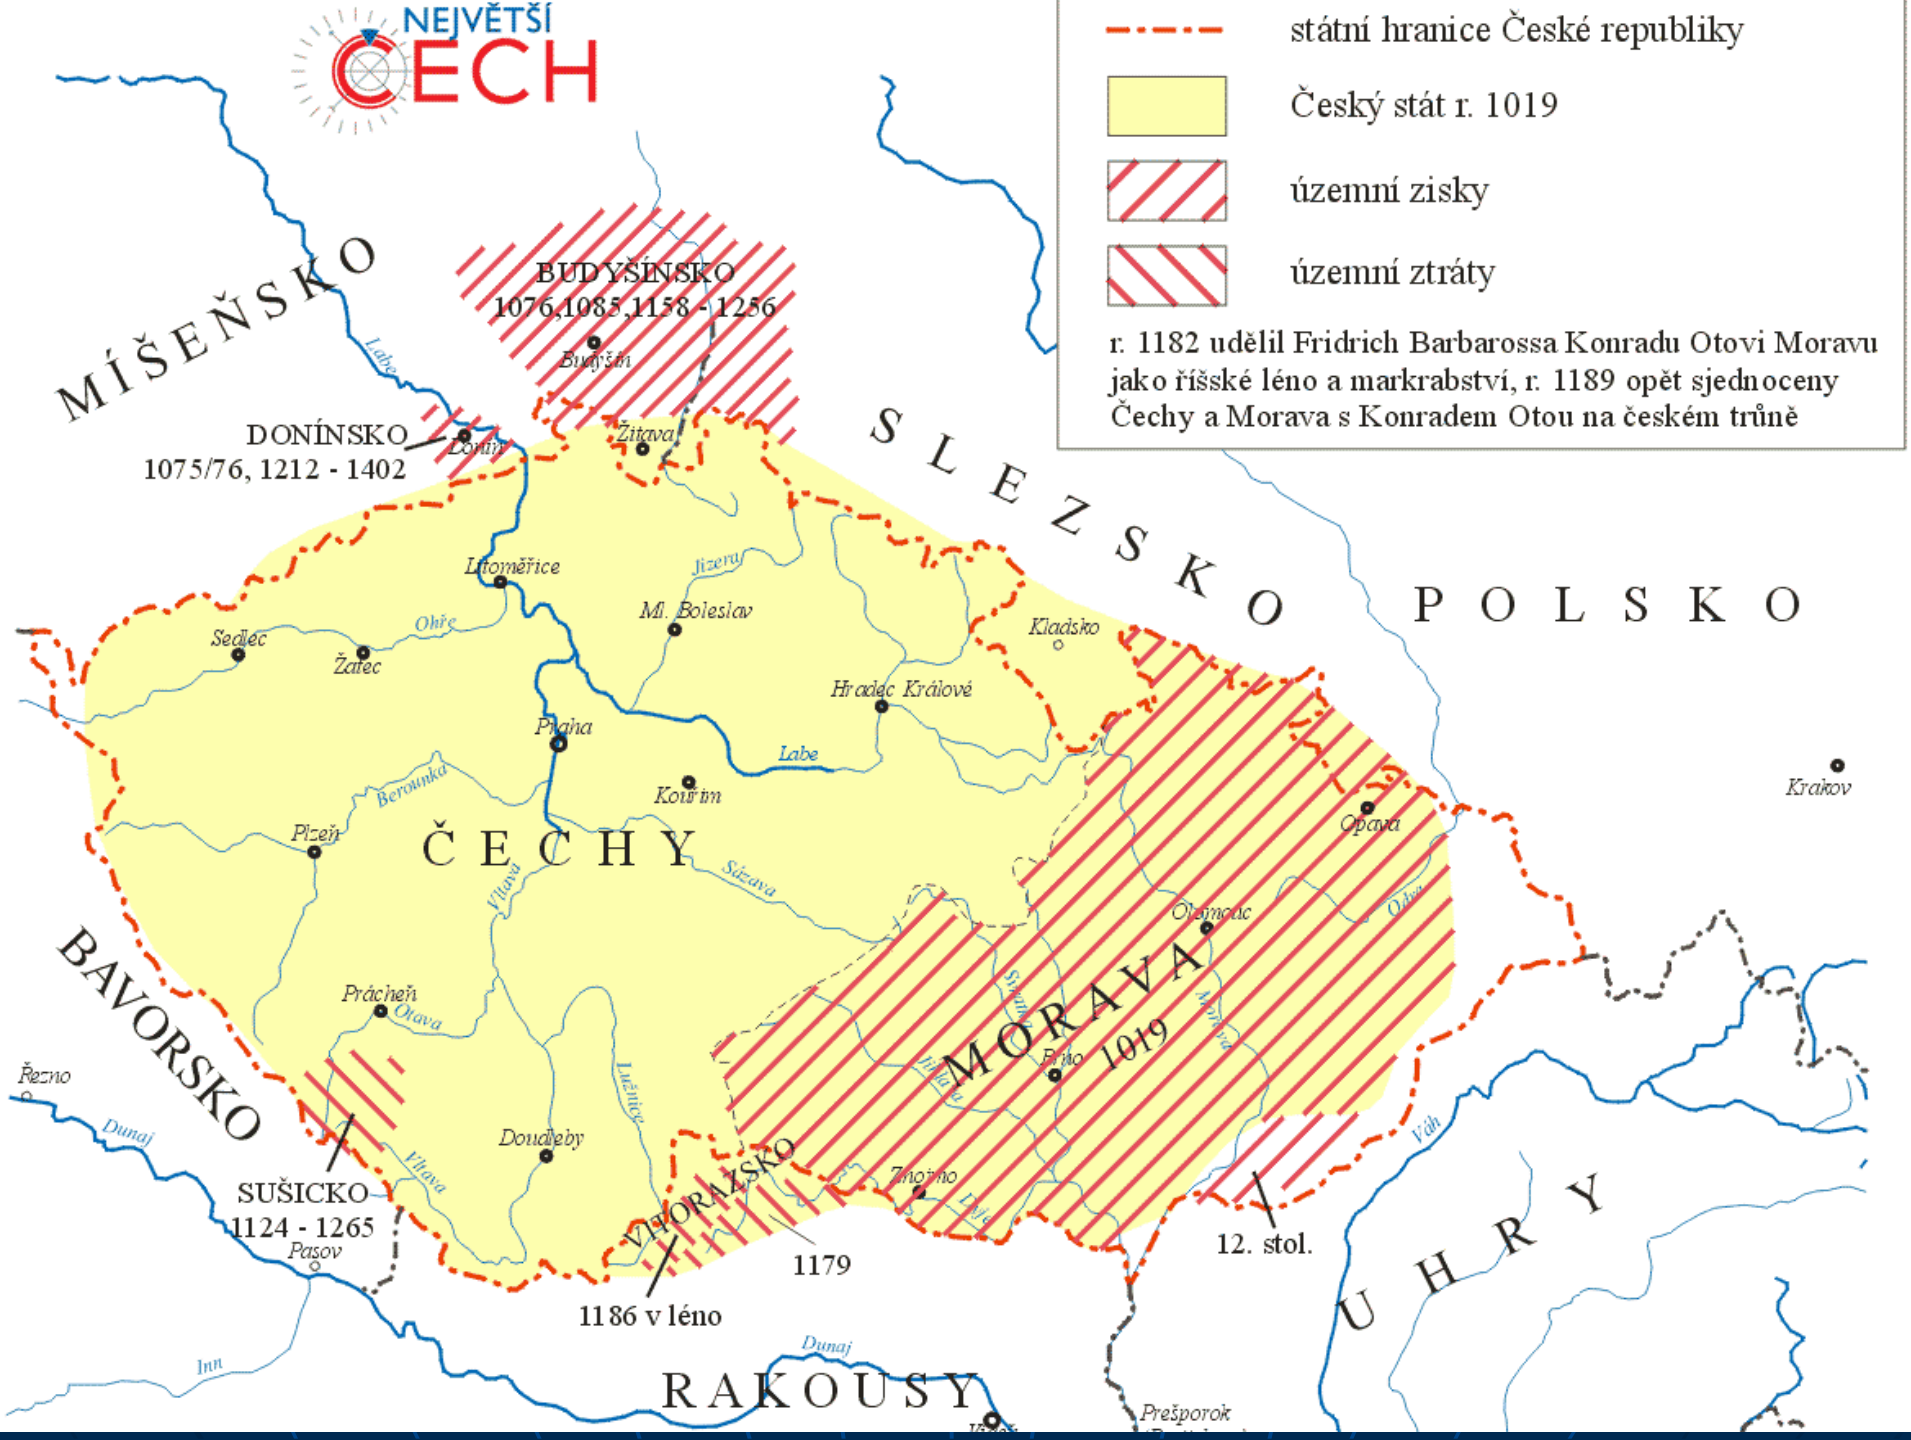 NEJVĚTŠÍ
ČECH
státní hranice České republiky
Český stát r. 1019
územní zisky
územní ztráty
r. 1182 udělil Fridrich Barbarossa Konradu Otovi Moravu
jako říšské léno a markrabství, r. 1189 opět sjednoceny
Čechy a Morava s Konradem Otou na českém trůně
MÍŠEŇSKO
BUDYŠÍNSKO
1076,1085,1158 - 1256
Budyšín
Labe
DONÍNSKO
1075/76, 1212 - 1402
Donín
Žitava
SLEZSKO
POLSKO
Litoměřice
Jizera
Ml. Boleslav
Ohře
Sedlec
Žatec
Kladsko
Hradec Králové
Praha
Labe
Kouřim
Berounka
Plzeň
ČECHY
Vltava
Sázava
Krakov
Opava
Odra
Olomouc
MORAVA
1019
Svratka
Morava
Brno
Jihlava
BAVORSKO
Prácheň
Otava
Lužnice
Řezno
Dunaj
Doudleby
Vltava
SUŠICKO
1124 - 1265
Pasov
VITORAZSKO
Znojmo
Dyje
1179
1186 v léno
12. stol.
Váh
UHRY
Inn
Dunaj
RAKOUSY
Prešporok